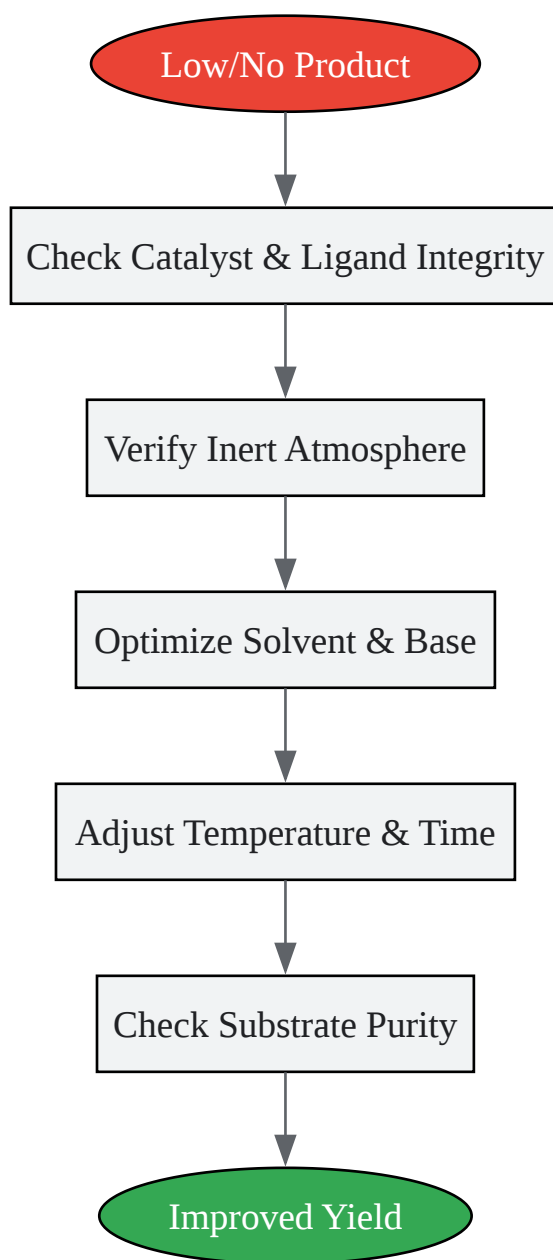 Low/No Product
Check Catalyst & Ligand Integrity
Verify Inert Atmosphere
Optimize Solvent & Base
Adjust Temperature & Time
Check Substrate Purity
Improved Yield